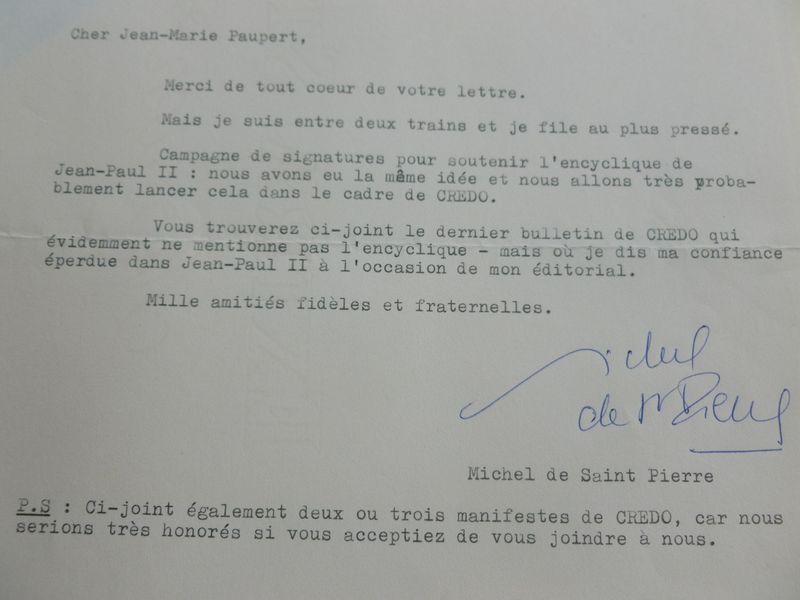 Cher Jean-Marie Paupert,
Merci de tout coeur de votre lettre.
Mais je suis entre deux trains et je file au plus pressé.
Campagne de signatures pour soutenir l'encyclique de
Jean-Paul II : nous avons eu la même idée et nous allons très proba-
blement lancer cela dans le cadre de CREDO.
Vous trouverez ci-joint le dernier bulletin de CREDO qui
évidemment ne mentionne pas l'encyclique - mais où je dis ma confiance
éperdue dans Jean-Paul II à l'occasion de mon éditorial.
Mille amitiés fidèles et fraternelles.
Michel
de St Pierre
Michel de Saint Pierre
P.S : Ci-joint également deux ou trois manifestes de CREDO, car nous
serions très honorés si vous acceptiez de vous joindre à nous.